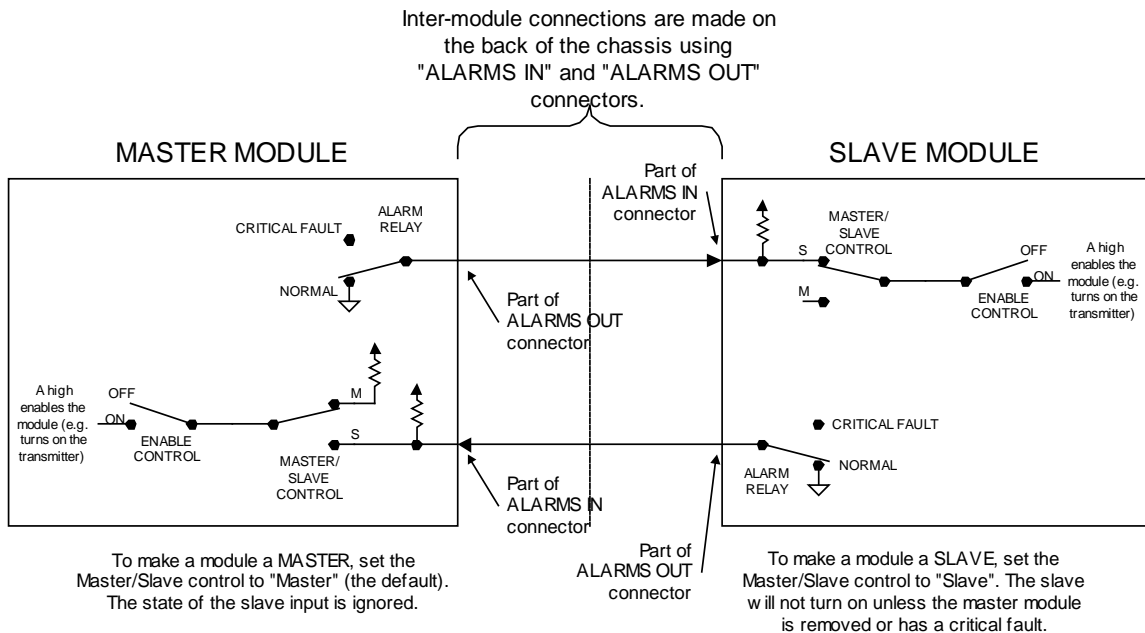 Inter-module connections are made on
the back of the chassis using
"ALARMS IN" and "ALARMS OUT"
connectors.
MASTER MODULE
SLAVE MODULE
CRITICAL FAULT
ALARM
RELAY
NORMAL
Part of
ALARMS OUT
connector
Part of
ALARMS IN
connector
S
MASTER/
SLAVE
CONTROL
M
OFF
ON
ENABLE
CONTROL
A high
enables the
module (e.g.
turns on the
transmitter)
A high
enables the
module (e.g.
turns on the
transmitter)
OFF
ON
ENABLE
CONTROL
M
S
MASTER/
SLAVE
CONTROL
Part of
ALARMS IN
connector
Part of
ALARMS OUT
connector
CRITICAL FAULT
ALARM
RELAY
NORMAL
To make a module a MASTER, set the
Master/Slave control to "Master" (the default).
The state of the slave input is ignored.
To make a module a SLAVE, set the
Master/Slave control to "Slave". The slave
will not turn on unless the master module
is removed or has a critical fault.